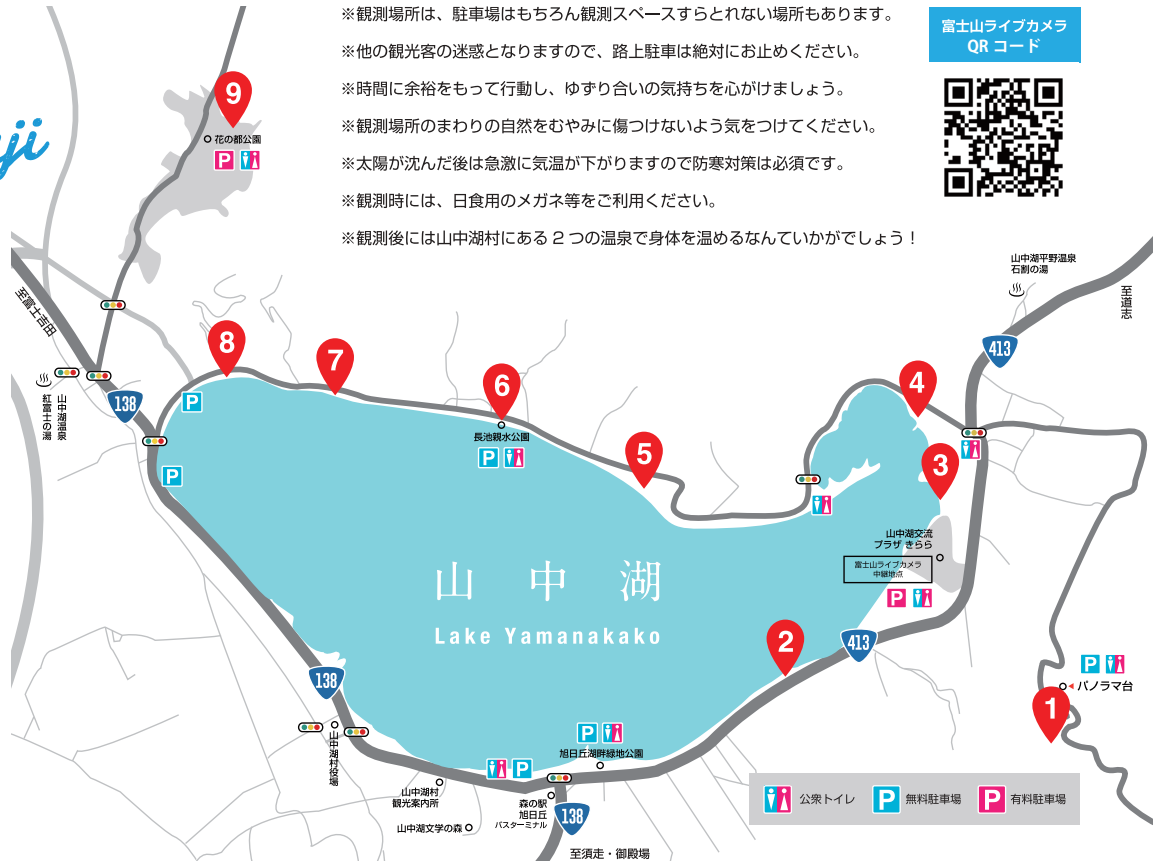 ※観測場所は、駐車場はもちろん観測スペースすらとれない場所もあります。
※他の観光客の迷惑となりますので、路上駐車は絶対にお止めください。
※時間に余裕をもって行動し、ゆずり合いの気持ちを心がけましょう。
※観測場所のまわりの自然をむやみに傷つけないよう気をつけてください。
※太陽が沈んだ後は急激に気温が下がりますので防寒対策は必須です。
※観測時には、日食用のメガネ等をご利用ください。
※観測後には山中湖村にある2つの温泉で身体を温めるなんていかがでしょう！
富士山ライブカメラ
QRコード
ji
9
花の都公園
P
山中湖平野温泉
石割の湯
至道志
至富士吉田
413
8
7
6
4
138
P
山中湖温泉
紅富士の湯
長池親水公園
P
5
3
P
山中湖交流
プラザ きらら
富士山ライブカメラ
中継地点
P
山中湖
Lake Yamanakako
2
413
138
P
パノラマ台
1
山中湖村役場
P
旭日丘湖畔緑地公園
P
山中湖村
観光案内所
森の駅
旭日丘
バスターミナル
138
山中湖文学の森
至須走・御殿場
公衆トイレ
P
無料駐車場
P
有料駐車場